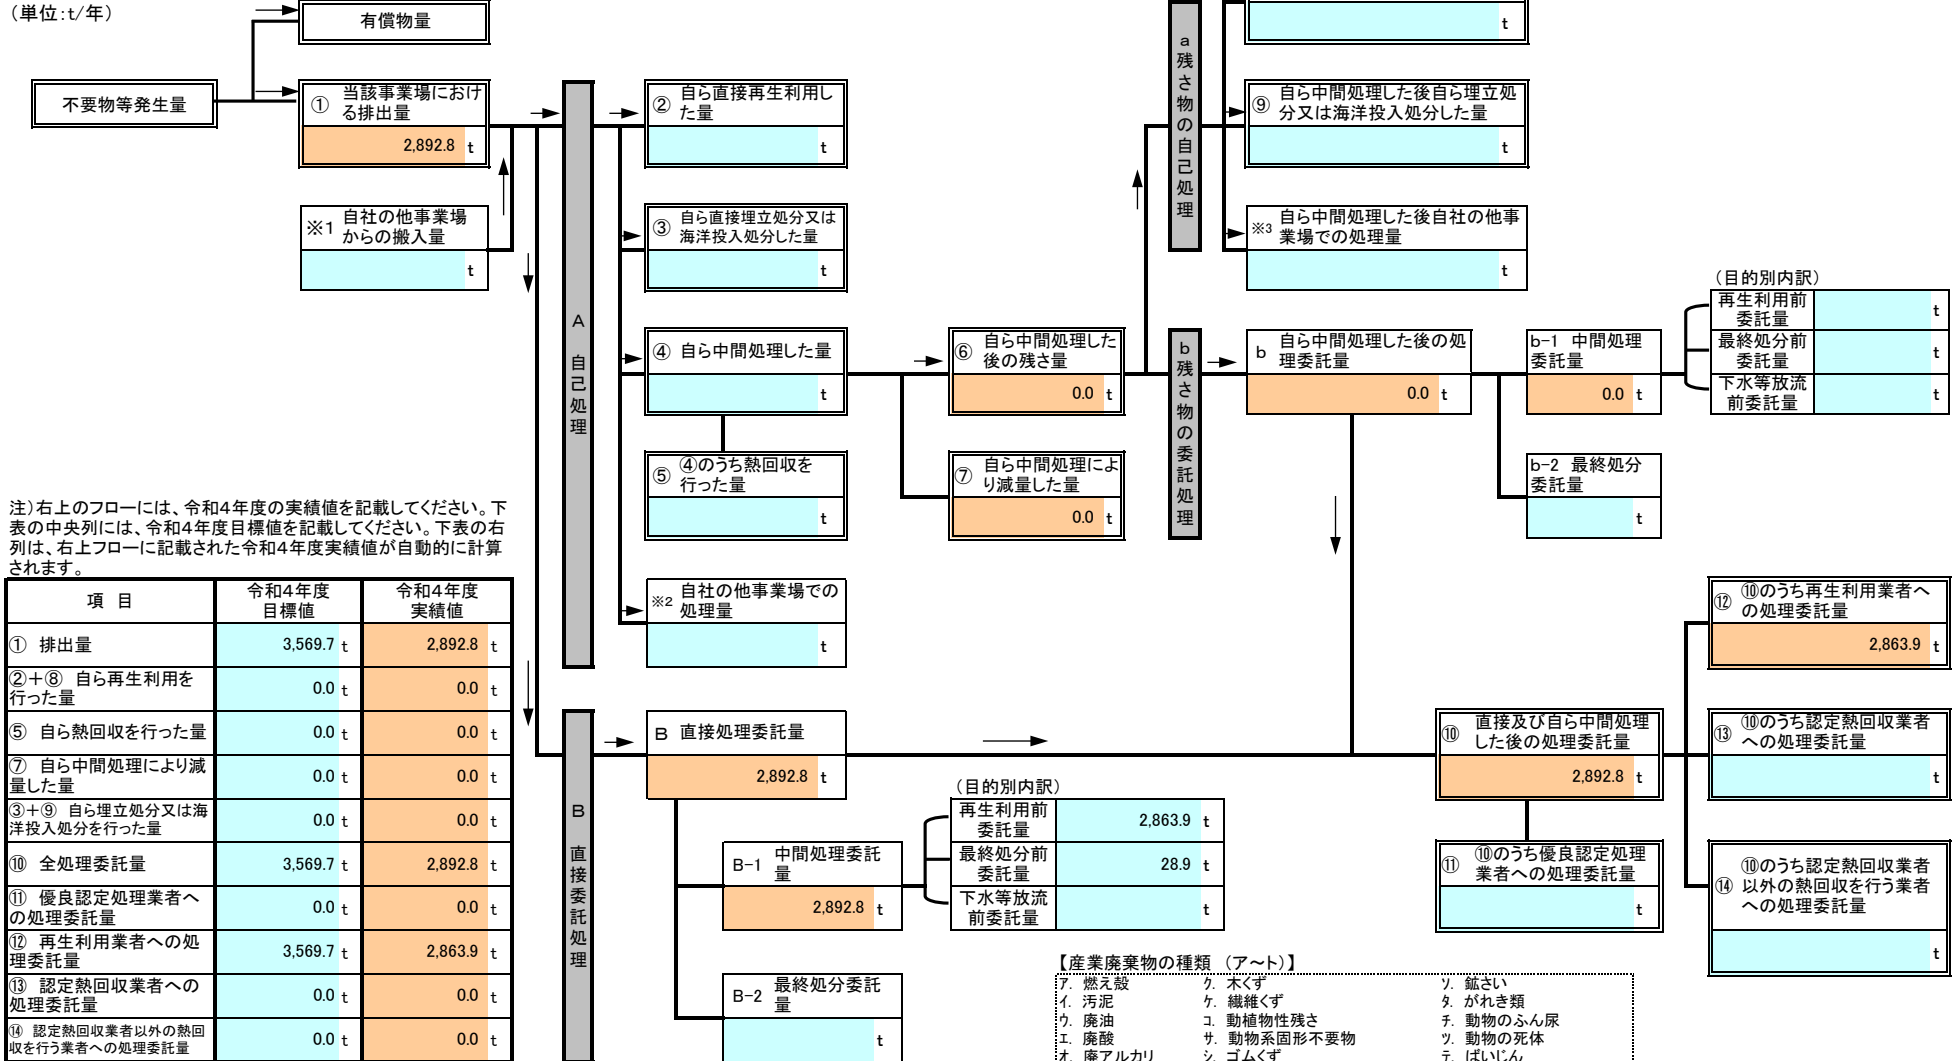 （単位：t/年）
有償物量
不要物等発生量
① 当該事業場におけ
る排出量
2,892.8 t
※1 自社の他事業場
からの搬入量
t
A 自己処理
② 自ら直接再生利用し
た量
t
③ 自ら直接埋立処分又は
海洋投入処分した量
t
④ 自ら中間処理した量
t
⑤ ④のうち熱回収を
行った量
t
※2 自社の他事業場での
処理量
t
⑥ 自ら中間処理した
後の残さ量
0.0 t
⑦ 自ら中間処理によ
り減量した量
0.0 t
a 残さ物の自己処理
t
⑨ 自ら中間処理した後自ら埋立処
分又は海洋投入処分した量
t
※3 自ら中間処理した後自社の他事
業場での処理量
t
b 残さ物の委託処理
b 自ら中間処理した後の処
理委託量
0.0 t
b-1 中間処理
委託量
0.0 t
（目的別内訳）
再生利用前
委託量
t
最終処分前
委託量
t
下水等放流
前委託量
t
b-2 最終処分
委託量
t
注）右上のフローには、令和4年度の実績値を記載してください。下
表の中央列には、令和4年度目標値を記載してください。下表の右
列は、右上フローに記載された令和4年度実績値が自動的に計算
されます。
項 目
令和4年度
目標値
令和4年度
実績値
① 排出量 3,569.7 t 2,892.8 t
②＋⑧ 自ら再生利用を
行った量 0.0 t 0.0 t
⑤ 自ら熱回収を行った量 0.0 t 0.0 t
⑦ 自ら中間処理により減
量した量 0.0 t 0.0 t
③＋⑨ 自ら埋立処分又は海
洋投入処分を行った量 0.0 t 0.0 t
⑩ 全処理委託量 3,569.7 t 2,892.8 t
⑪ 優良認定処理業者へ
の処理委託量 0.0 t 0.0 t
⑫ 再生利用業者への処
理委託量 3,569.7 t 2,863.9 t
⑬ 認定熱回収業者への
処理委託量 0.0 t 0.0 t
⑭ 認定熱回収業者以外の熱回
収を行う業者への処理委託量 0.0 t 0.0 t
B 直接委託処理
B 直接処理委託量
2,892.8 t
B-1 中間処理委託
量
2,892.8 t
B-2 最終処分委託
量
t
（目的別内訳）
再生利用前
委託量
2,863.9 t
最終処分前
委託量
28.9 t
下水等放流
前委託量
t
⑩ 直接及び自ら中間処理
した後の処理委託量
2,892.8 t
⑪ ⑩のうち優良認定処理
業者への処理委託量
t
⑫ ⑩のうち再生利用業者へ
の処理委託量
2,863.9 t
⑬ ⑩のうち認定熱回収業者
への処理委託量
t
⑭ ⑩のうち認定熱回収業者
以外の熱回収を行う業者
への処理委託量
t
【産業廃棄物の種類 （ア～ト）】
ア. 燃え殻 ク. 木くず ソ. 鉱さい
イ. 汚泥 ケ. 繊維くず タ. がれき類
ウ. 廃油 コ. 動植物性残さ チ. 動物のふん尿
エ. 廃酸 サ. 動物系固形不要物 ツ. 動物の死体
オ. 廃アルカリ シ. ゴムくず テ. ばいじん